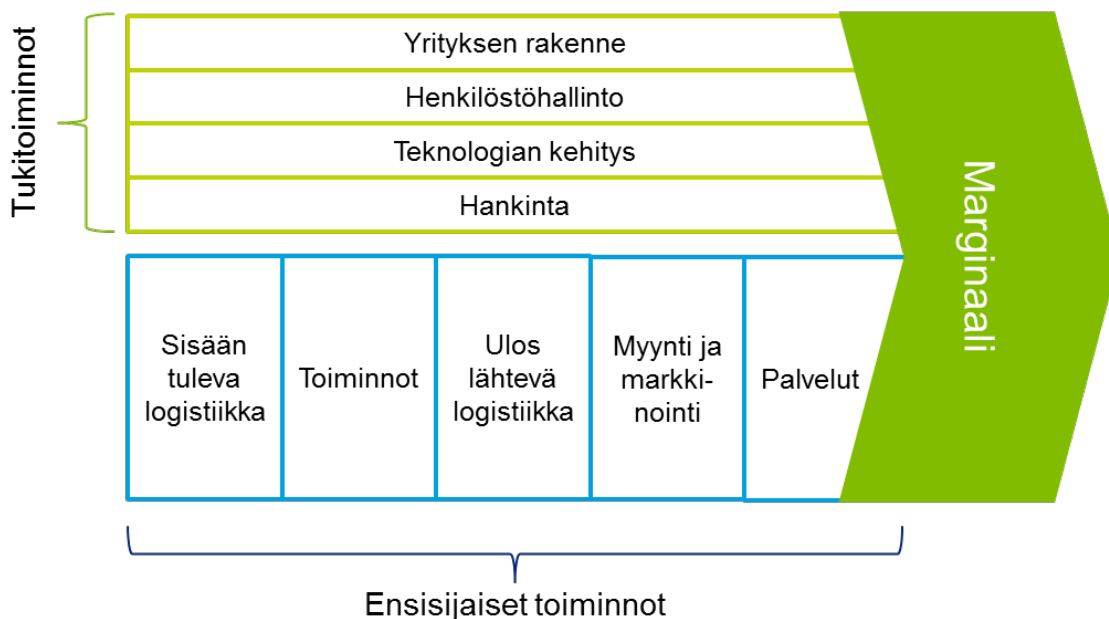 Tukitoiminnot
Yrityksen rakenne
Henkilöstöhallinto
Teknologian kehitys
Hankinta
Marginaali
Sisään
tuleva
logistiikka
Toiminnot
Ulos
lähtevä
logistiikka
Myynti ja
markki-
nointi
Palvelut
Ensisijaiset toiminnot